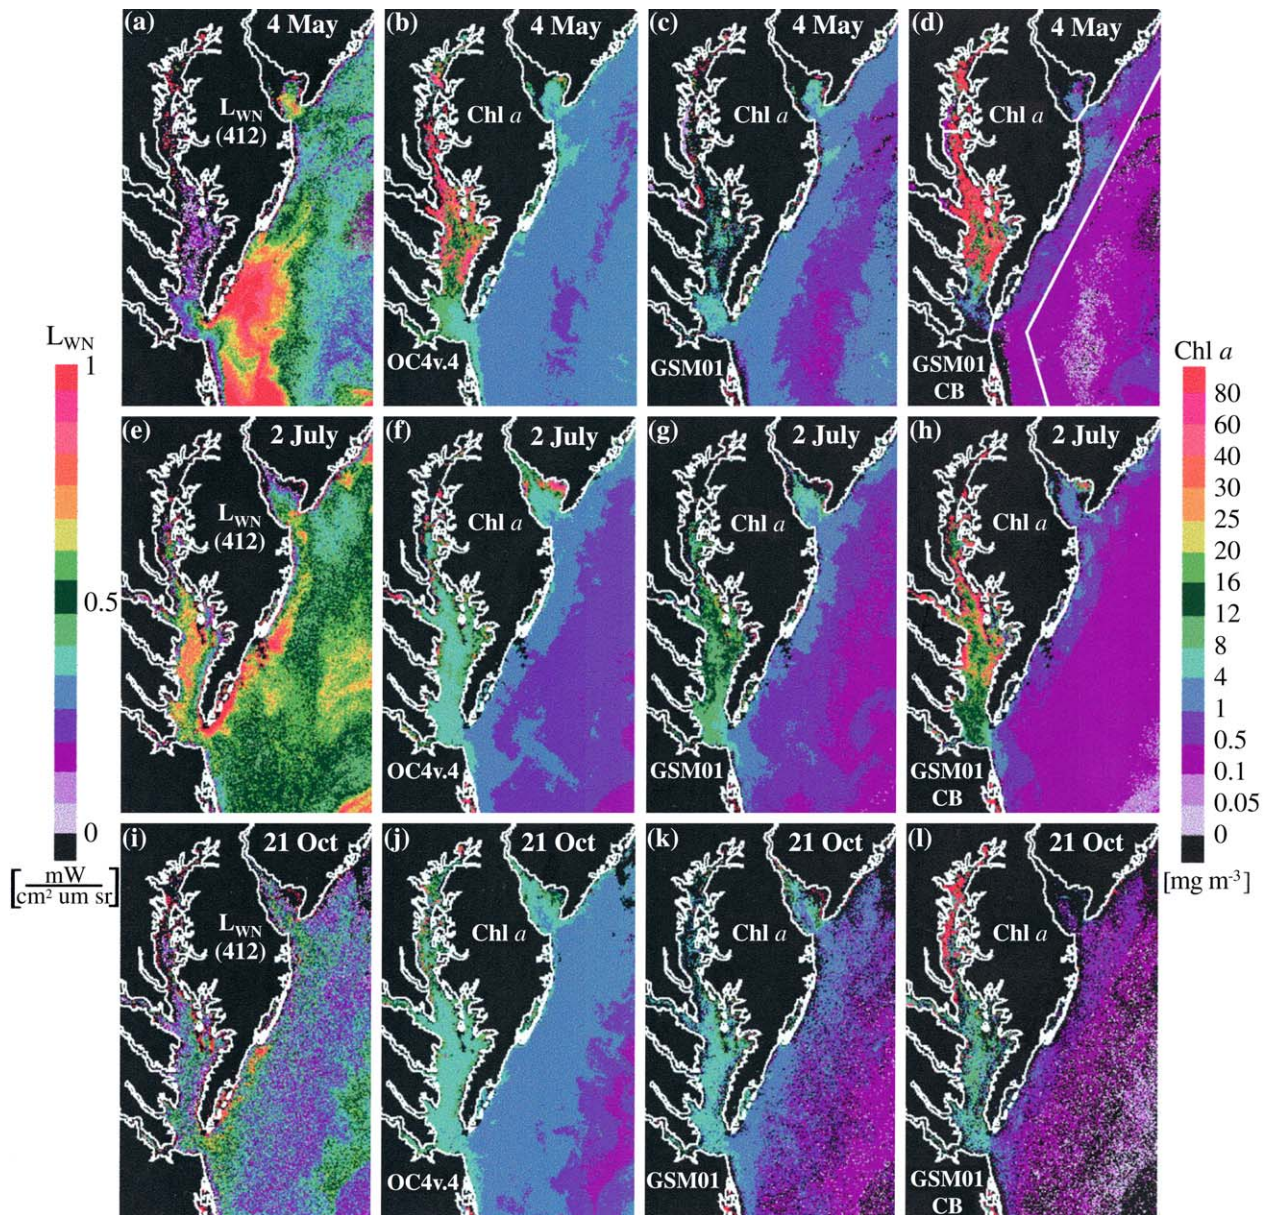 (a)
4 May
L_WN
(412)
(b)
4 May
Chl a
OC4v.4
(c)
4 May
Chl a
GSM01
(d)
4 May
GSM01
CB
L_WN
1
0.5
0
[mW
cm² um sr]
(e)
2 July
L_WN
(412)
(f)
2 July
Chl a
OC4v.4
(g)
2 July
Chl a
GSM01
(h)
2 July
GSM01
CB
Chl a
80
60
40
30
25
20
16
12
8
4
1
0.5
0.1
0.05
0
[mg m⁻³]
(i)
21 Oct
L_WN
(412)
(j)
21 Oct
Chl a
OC4v.4
(k)
21 Oct
Chl a
GSM01
(l)
21 Oct
GSM01
CB